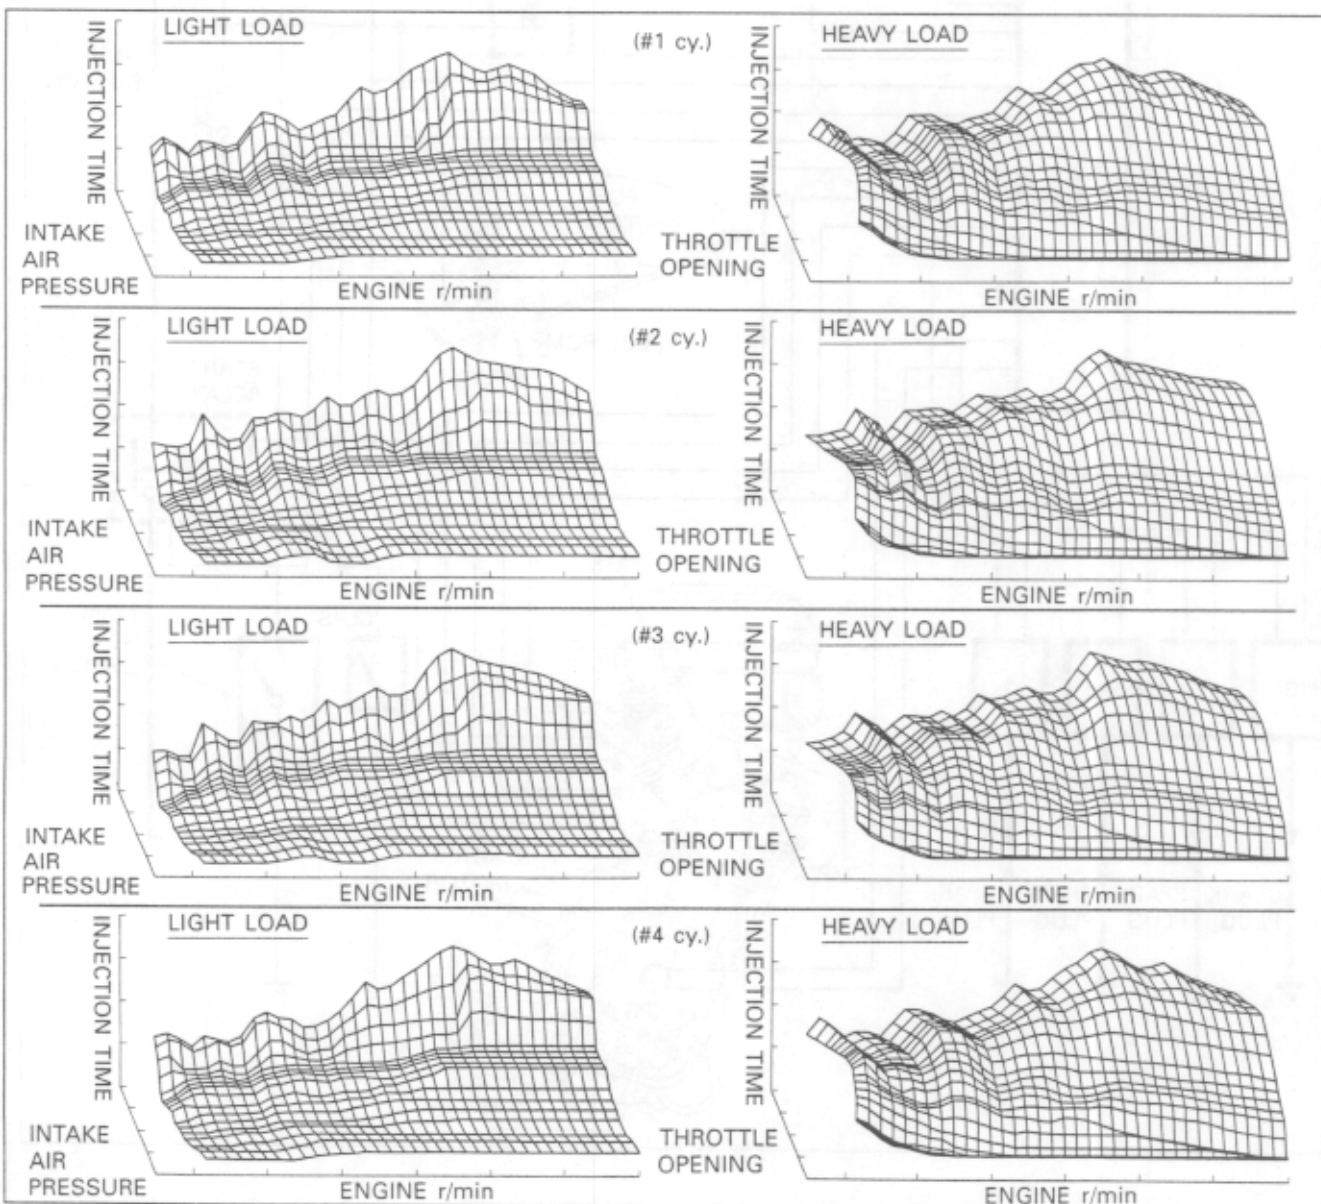 LIGHT LOAD
(#1 cy.)
HEAVY LOAD
INJECTION TIME
INJECTION TIME
INTAKE
AIR
PRESSURE
THROTTLE
OPENING
ENGINE r/min
ENGINE r/min
LIGHT LOAD
(#2 cy.)
HEAVY LOAD
INJECTION TIME
INJECTION TIME
INTAKE
AIR
PRESSURE
THROTTLE
OPENING
ENGINE r/min
ENGINE r/min
LIGHT LOAD
(#3 cy.)
HEAVY LOAD
INJECTION TIME
INJECTION TIME
INTAKE
AIR
PRESSURE
THROTTLE
OPENING
ENGINE r/min
ENGINE r/min
LIGHT LOAD
(#4 cy.)
HEAVY LOAD
INJECTION TIME
INJECTION TIME
INTAKE
AIR
PRESSURE
THROTTLE
OPENING
ENGINE r/min
ENGINE r/min